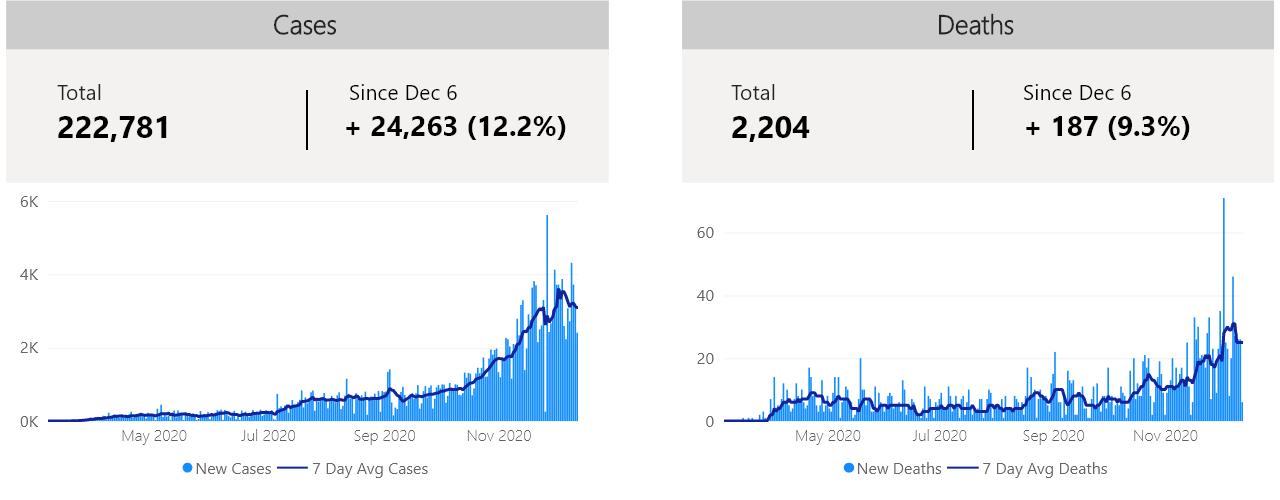 Cases
Total
222,781
Since Dec 6
+ 24,263 (12.2%)
6K
4K
2K
0K
May 2020
Jul 2020
Sep 2020
Nov 2020
New Cases
7 Day Avg Cases
Deaths
Total
2,204
Since Dec 6
+ 187 (9.3%)
60
40
20
0
May 2020
Jul 2020
Sep 2020
Nov 2020
New Deaths
7 Day Avg Deaths